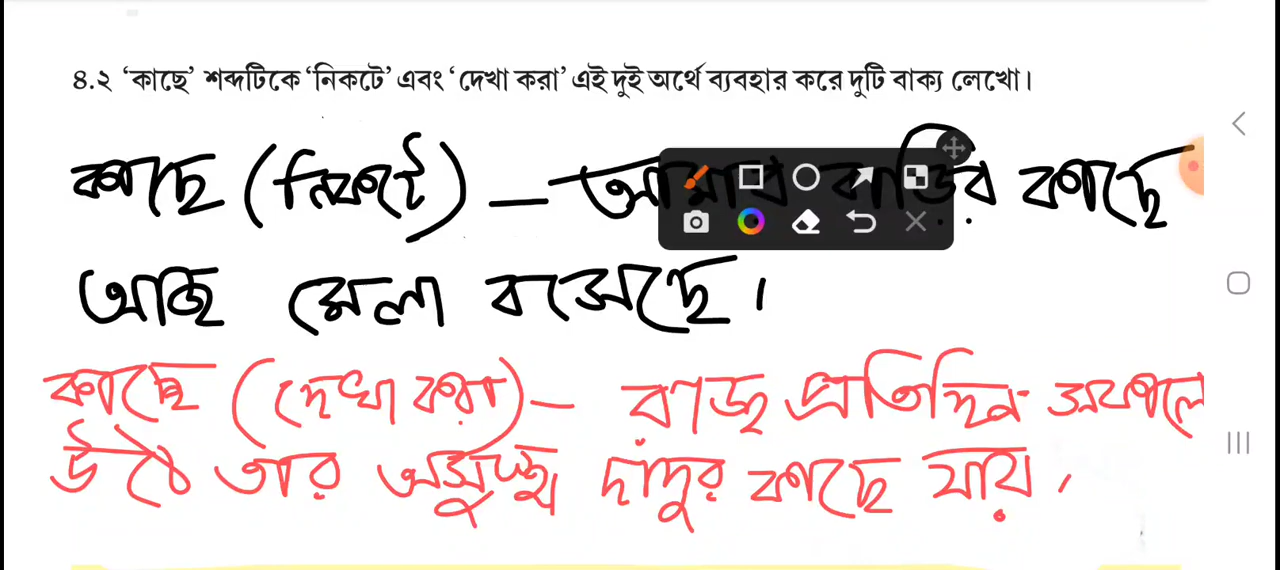 ৪.২ ‘কাছে’ শব্দটিকে ‘নিকটে’ এবং ‘দেখা করা’ এই দুই অর্থে ব্যবহার করে দুটি বাক্য লেখো।
কাছে (নিকটে) — আমার বাড়ির কাছে
আজ মেলা বসেছে।
কাছে (দেখা করা) — রাজু প্রতিদিন সকালে
উঠে তার অসুস্থ দাদুর কাছে যায়।